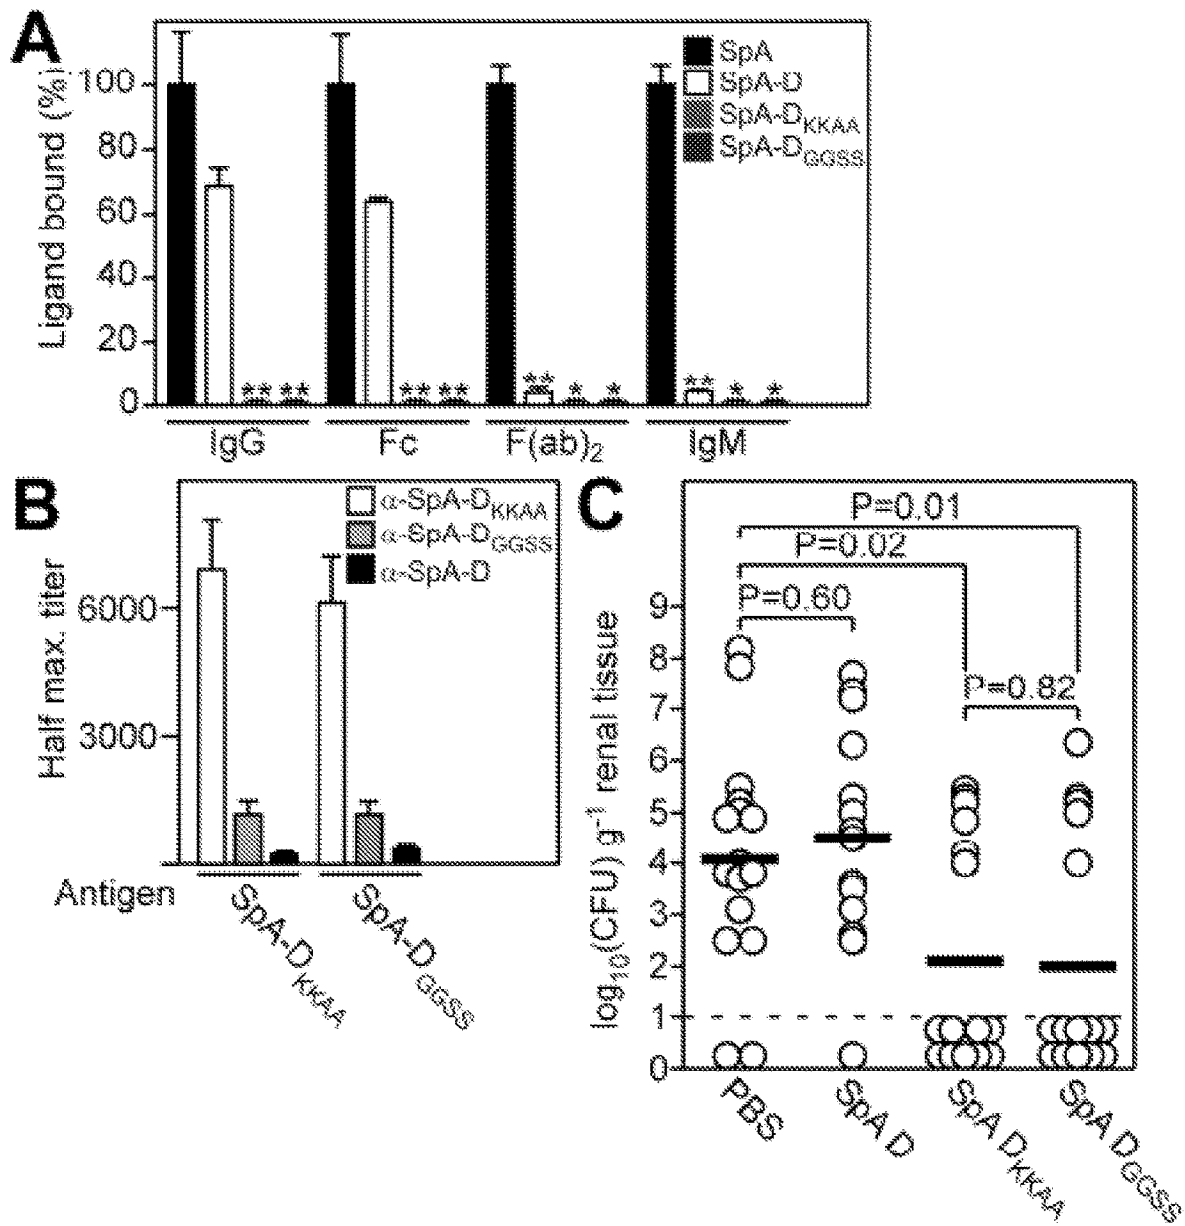 A
Ligand bound (%)
100
80
60
40
20
0
SpA
SpA-D
SpA-DKKAA
SpA-DGGSS
** ** ** ** ** * * ** * *
IgG Fc F(ab)2 IgM
B
Half max. titer
6000
3000
α-SpA-DKKAA
α-SpA-DGGSS
α-SpA-D
Antigen
SpA-DKKAA
SpA-DGGSS
C
log10(CFU) g-1 renal tissue
9
8
7
6
5
4
3
2
1
0
P=0.01
P=0.02
P=0.60
P=0.82
PBS
SpA D
SpA DKKAA
SpA DGGSS